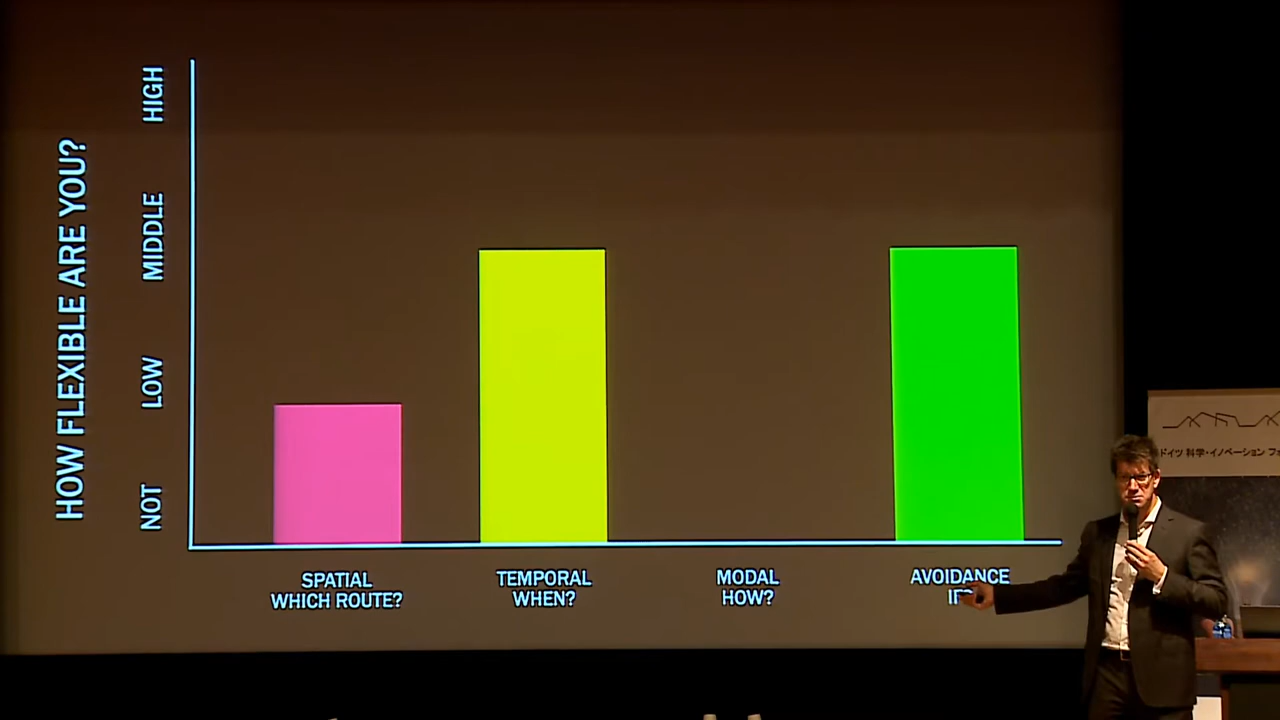 HOW FLEXIBLE ARE YOU?
HIGH
MIDDLE
LOW
NOT
SPATIAL
WHICH ROUTE?
TEMPORAL
WHEN?
MODAL
HOW?
AVOIDANCE
IF?
ドイツ 科学・イノベーション フォ